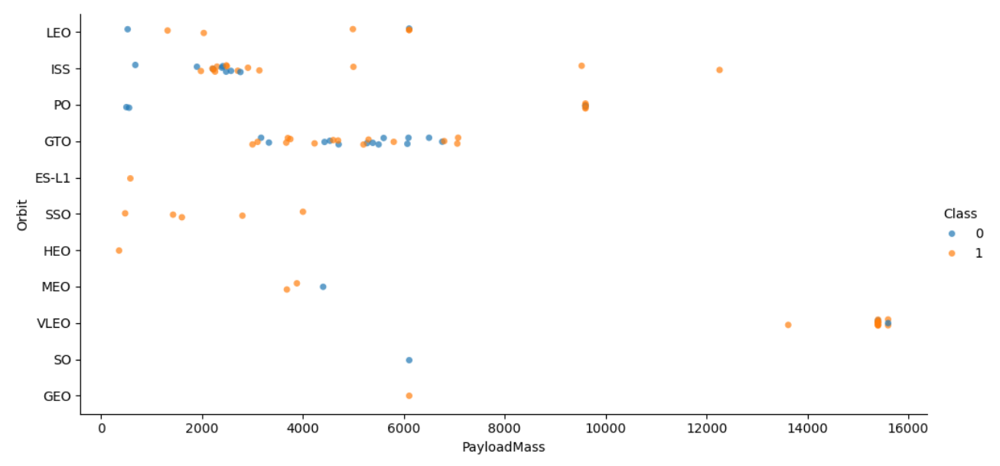 Orbit
LEO
ISS
PO
GTO
ES-L1
SSO
HEO
MEO
VLEO
SO
GEO
0 2000 4000 6000 8000 10000 12000 14000 16000
PayloadMass
Class
0
1